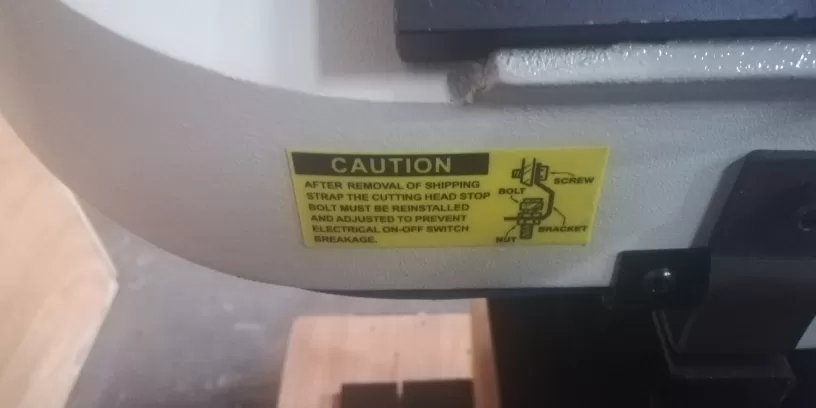 CAUTION
AFTER REMOVAL OF SHIPPING
STRAP THE CUTTING HEAD STOP
BOLT MUST BE REINSTALLED
AND ADJUSTED TO PREVENT
ELECTRICAL ON-OFF SWITCH
BREAKAGE.
SCREW
BOLT
BRACKET
NUT